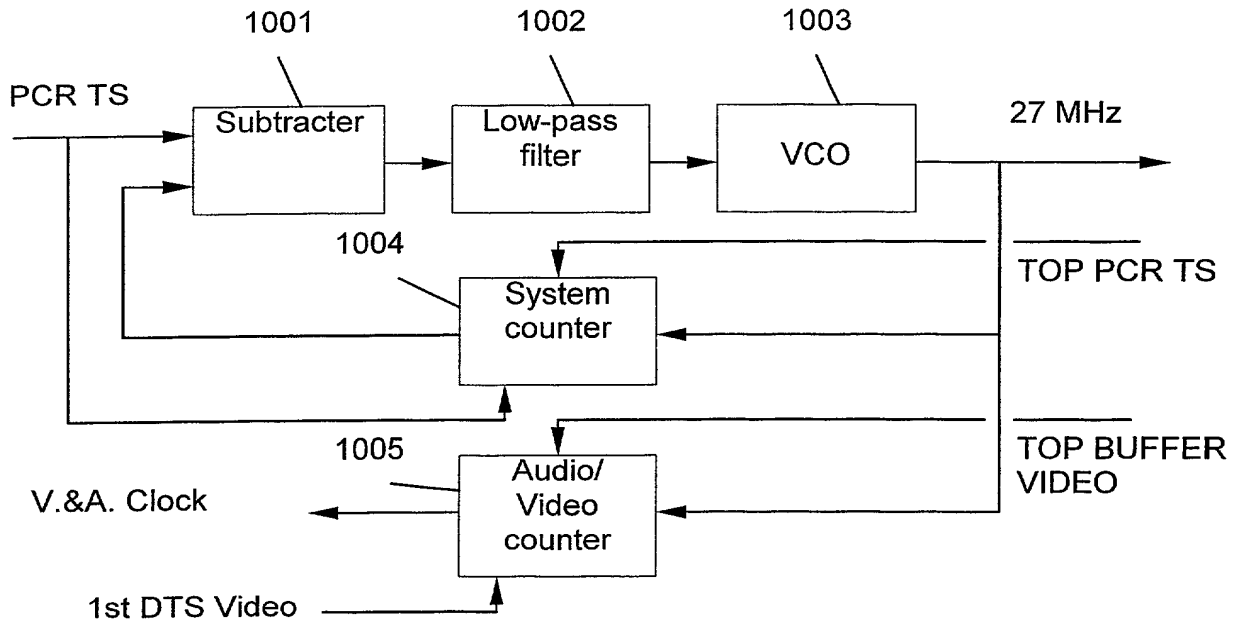 1001
1002
1003
PCR TS
Subtracter
Low-pass
filter
VCO
27 MHz
1004
System
counter
TOP PCR TS
1005
Audio/
Video
counter
TOP BUFFER
VIDEO
V.&A. Clock
1st DTS Video